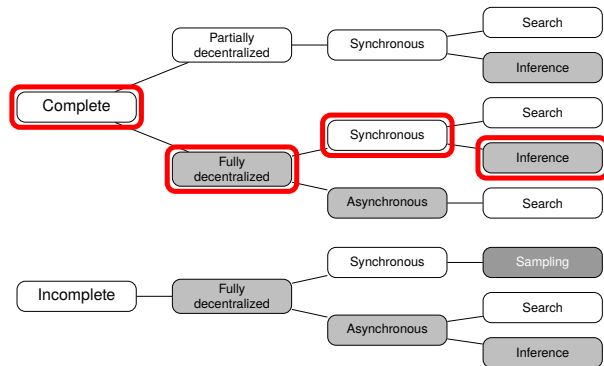 Search
Partially
decentralized
Synchronous
Inference
Complete
Search
Synchronous
Fully
decentralized
Inference
Asynchronous
Search
Synchronous
Sampling
Incomplete
Fully
decentralized
Search
Asynchronous
Inference